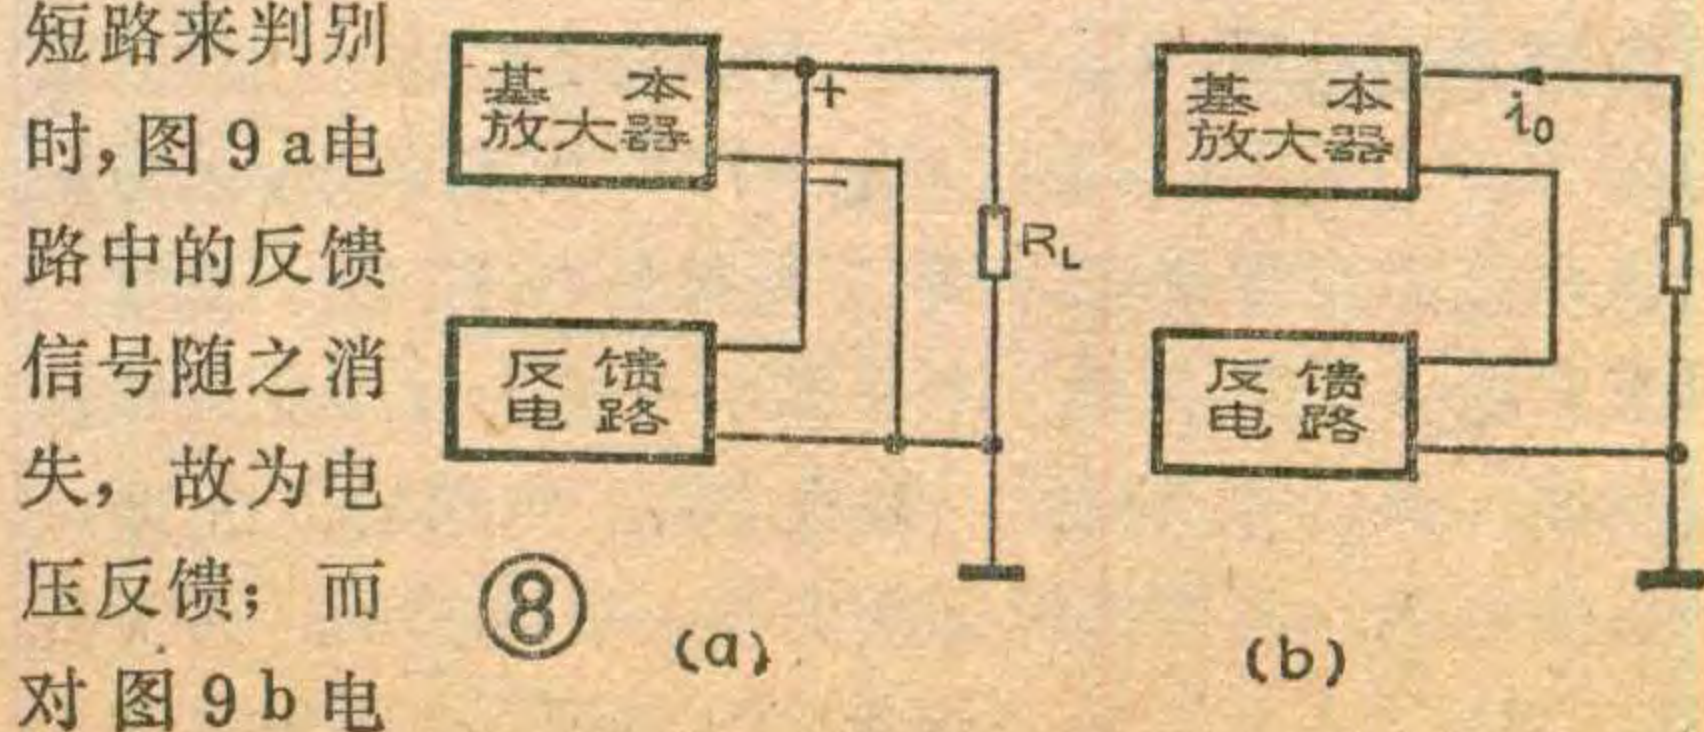 短路来判别
时，图 9 a电
路中的反馈
信号随之消
失，故为电
压反馈；而
对图 9 b 电
基 本
放大器
+
−
R_L
反 馈
电 路
⑧
(a)
基 本
放大器
i_0
反 馈
电 路
(b)